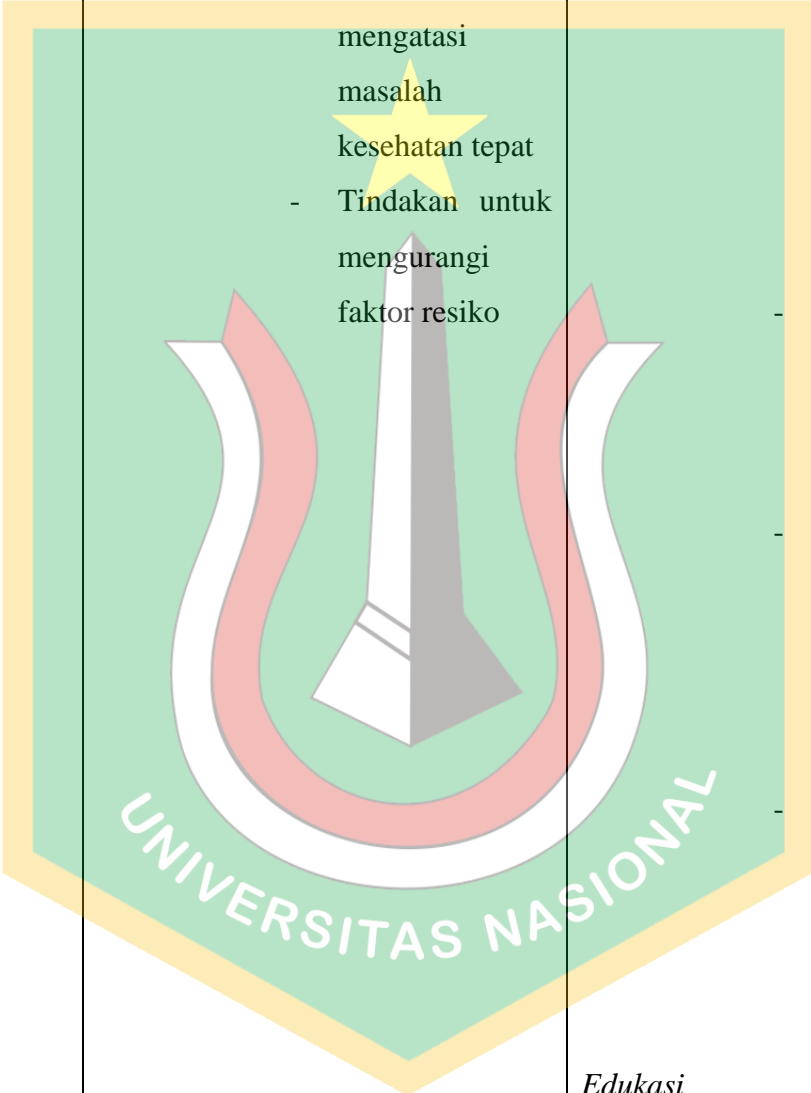 mengatasi
masalah
kesehatan tepat
- Tindakan untuk
mengurangi
faktor resiko
-
-
-
UNIVERSITAS NASIONAL
Edukasi